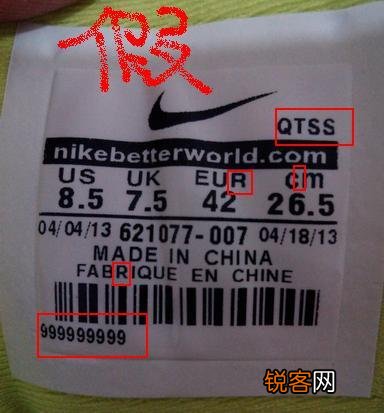 假
QTSS
nikebetterworld.com
US UK EUR cm
8.5 7.5 42 26.5
04/04/13 621077-007 04/18/13
MADE IN CHINA
FABRIQUE EN CHINE
999999999
锐客网